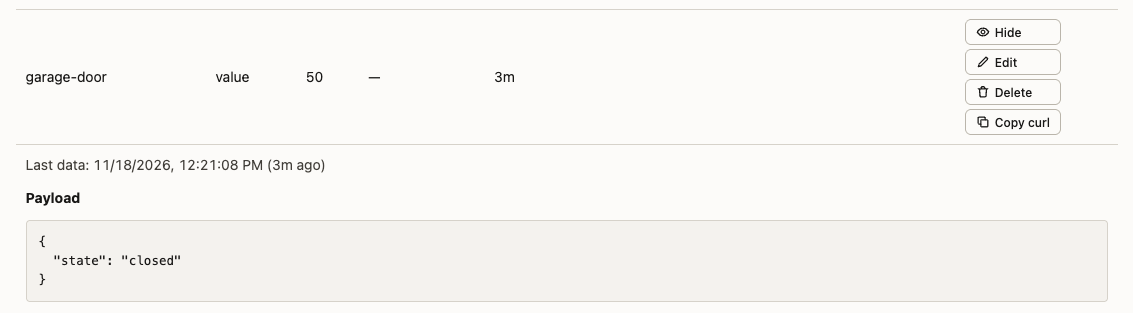 garage-door value 50 — 3m
Hide
Edit
Delete
Copy curl
Last data: 11/18/2026, 12:21:08 PM (3m ago)
Payload
{
  "state": "closed"
}